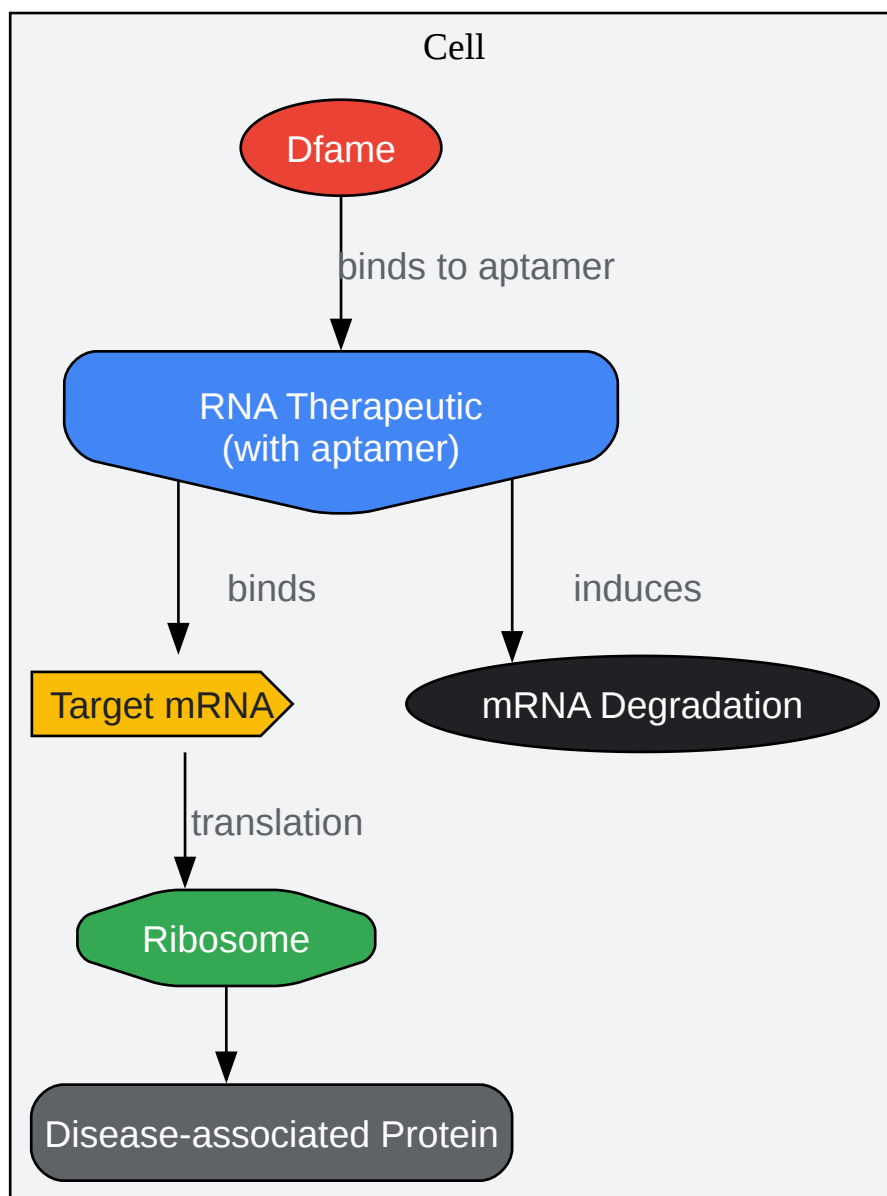 Cell
Dfame
binds to aptamer
RNA Therapeutic
(with aptamer)
binds
induces
Target mRNA
mRNA Degradation
translation
Ribosome
Disease-associated Protein